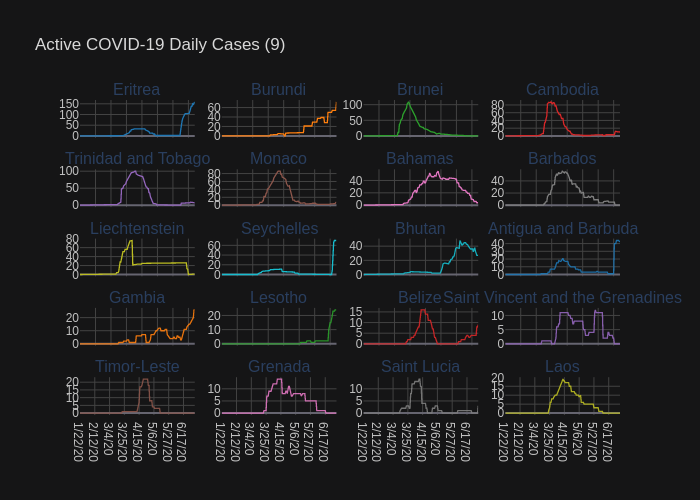 Active COVID-19 Daily Cases (9)
Eritrea Burundi Brunei Cambodia
150 100 50 0
60 40 20 0
100 50 0
80 60 40 20 0
Trinidad and Tobago Monaco Bahamas Barbados
100 50 0
80 60 40 20 0
40 20 0
40 20 0
Liechtenstein Seychelles Bhutan Antigua and Barbuda
80 60 40 20 0
60 40 20 0
40 20 0
40 30 20 10 0
Gambia Lesotho Belize Saint Vincent and the Grenadines
20 10 0
20 10 0
15 10 5 0
10 5 0
Timor-Leste Grenada Saint Lucia Laos
20 15 10 5 0
10 5 0
10 5 0
20 15 10 5 0
1/22/20 2/12/20 3/4/20 3/25/20 4/15/20 5/6/20 5/27/20 6/17/20
1/22/20 2/12/20 3/4/20 3/25/20 4/15/20 5/6/20 5/27/20 6/17/20
1/22/20 2/12/20 3/4/20 3/25/20 4/15/20 5/6/20 5/27/20 6/17/20
1/22/20 2/12/20 3/4/20 3/25/20 4/15/20 5/6/20 5/27/20 6/17/20